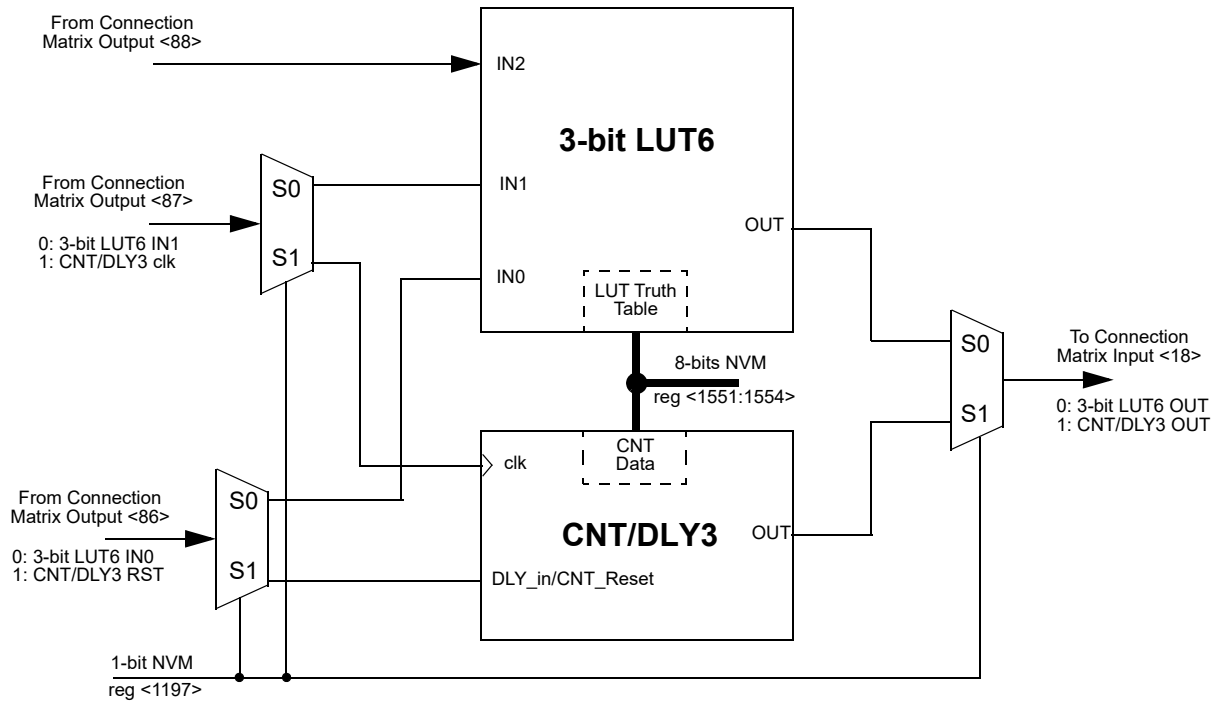 From Connection
Matrix Output <88>
IN2
3-bit LUT6
From Connection
Matrix Output <87>
0: 3-bit LUT6 IN1
1: CNT/DLY3 clk
S0
S1
IN1
IN0
OUT
LUT Truth
Table
8-bits NVM
reg <1551:1554>
S0
S1
To Connection
Matrix Input <18>
0: 3-bit LUT6 OUT
1: CNT/DLY3 OUT
From Connection
Matrix Output <86>
0: 3-bit LUT6 IN0
1: CNT/DLY3 RST
S0
S1
clk
CNT
Data
CNT/DLY3
OUT
DLY_in/CNT_Reset
1-bit NVM
reg <1197>